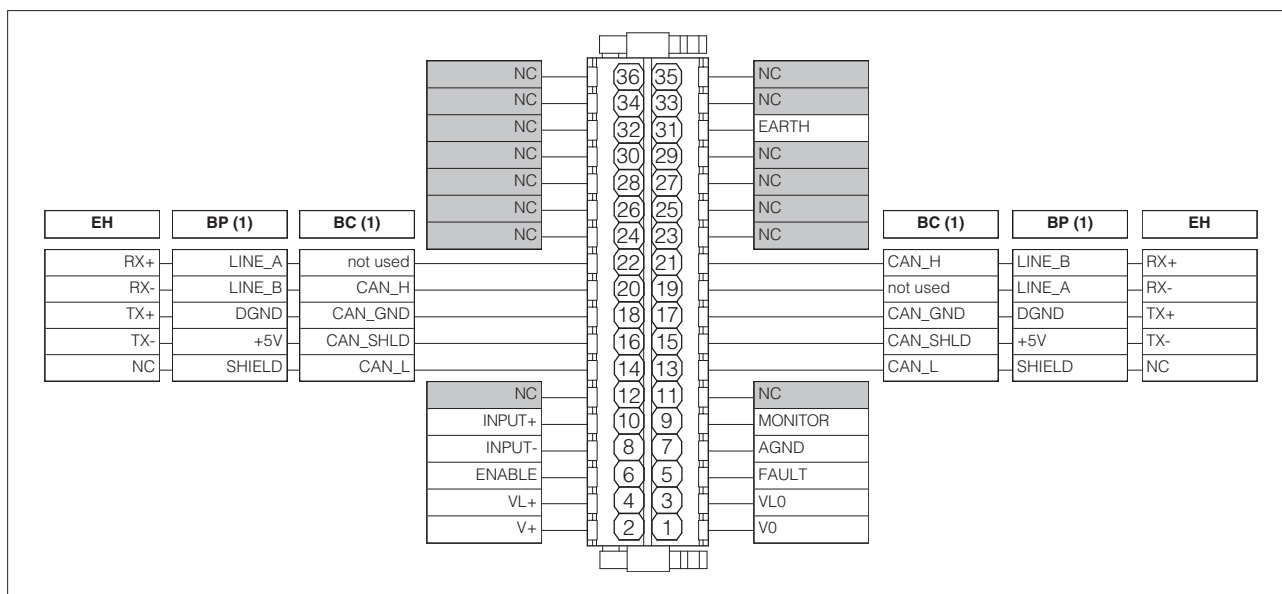 NC 36 35 NC
NC 34 33 NC
NC 32 31 EARTH
NC 30 29 NC
NC 28 27 NC
NC 26 25 NC
NC 24 23 NC
EH BP (1) BC (1) BC (1) BP (1) EH
RX+ LINE_A not used 22 21 CAN_H LINE_B RX+
RX- LINE_B CAN_H 20 19 not used LINE_A RX-
TX+ DGND CAN_GND 18 17 CAN_GND DGND TX+
TX- +5V CAN_SHLD 16 15 CAN_SHLD +5V TX-
NC SHIELD CAN_L 14 13 CAN_L SHIELD NC
NC 12 11 NC
INPUT+ 10 9 MONITOR
INPUT- 8 7 AGND
ENABLE 6 5 FAULT
VL+ 4 3 VL0
V+ 2 1 V0